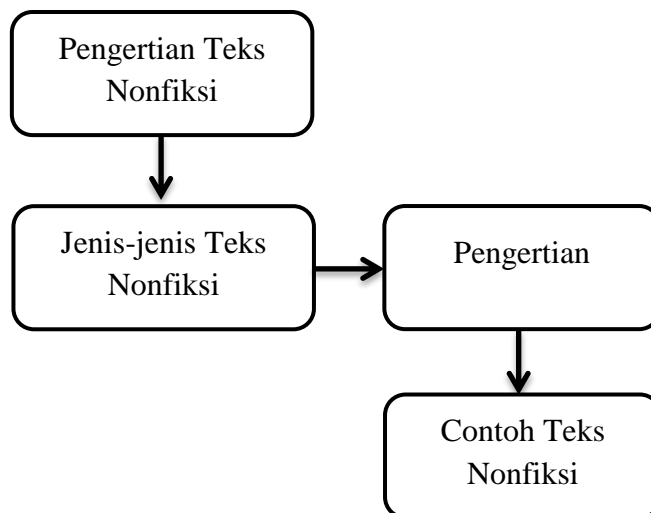 Pengertian Teks
Nonfiksi
Jenis-jenis Teks
Nonfiksi
Pengertian
Contoh Teks
Nonfiksi